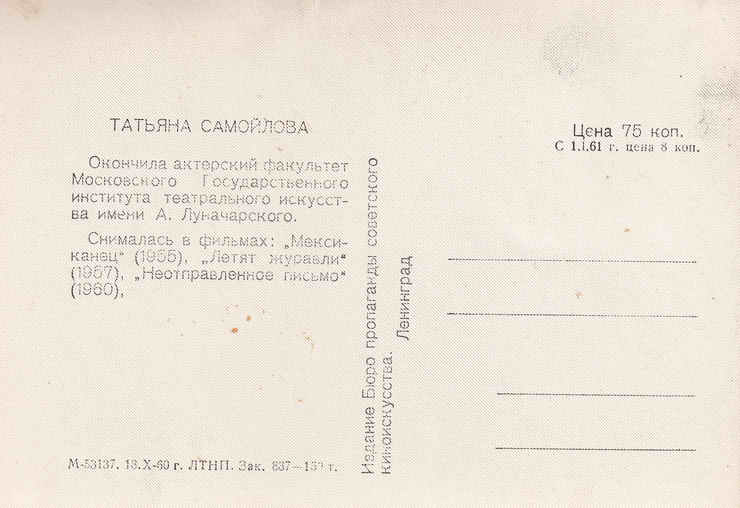 ТАТЬЯНА САМОЙЛОВА
Окончила актерский факультет
Московского Государственного
института театрального искусст-
ва имени А. Луначарского.
Снималась в фильмах: „Мекси-
канец“ (1955), „Летят журавли“
(1957), „Неотправленное письмо“
(1960),
М-53137. 18.X-60 г. ЛТНП. Зак. 837—
Издание Бюро пропаганды советского
киноискусства. Ленинград
Цена 75 коп.
С 1.I.61 г. цена 8 коп.